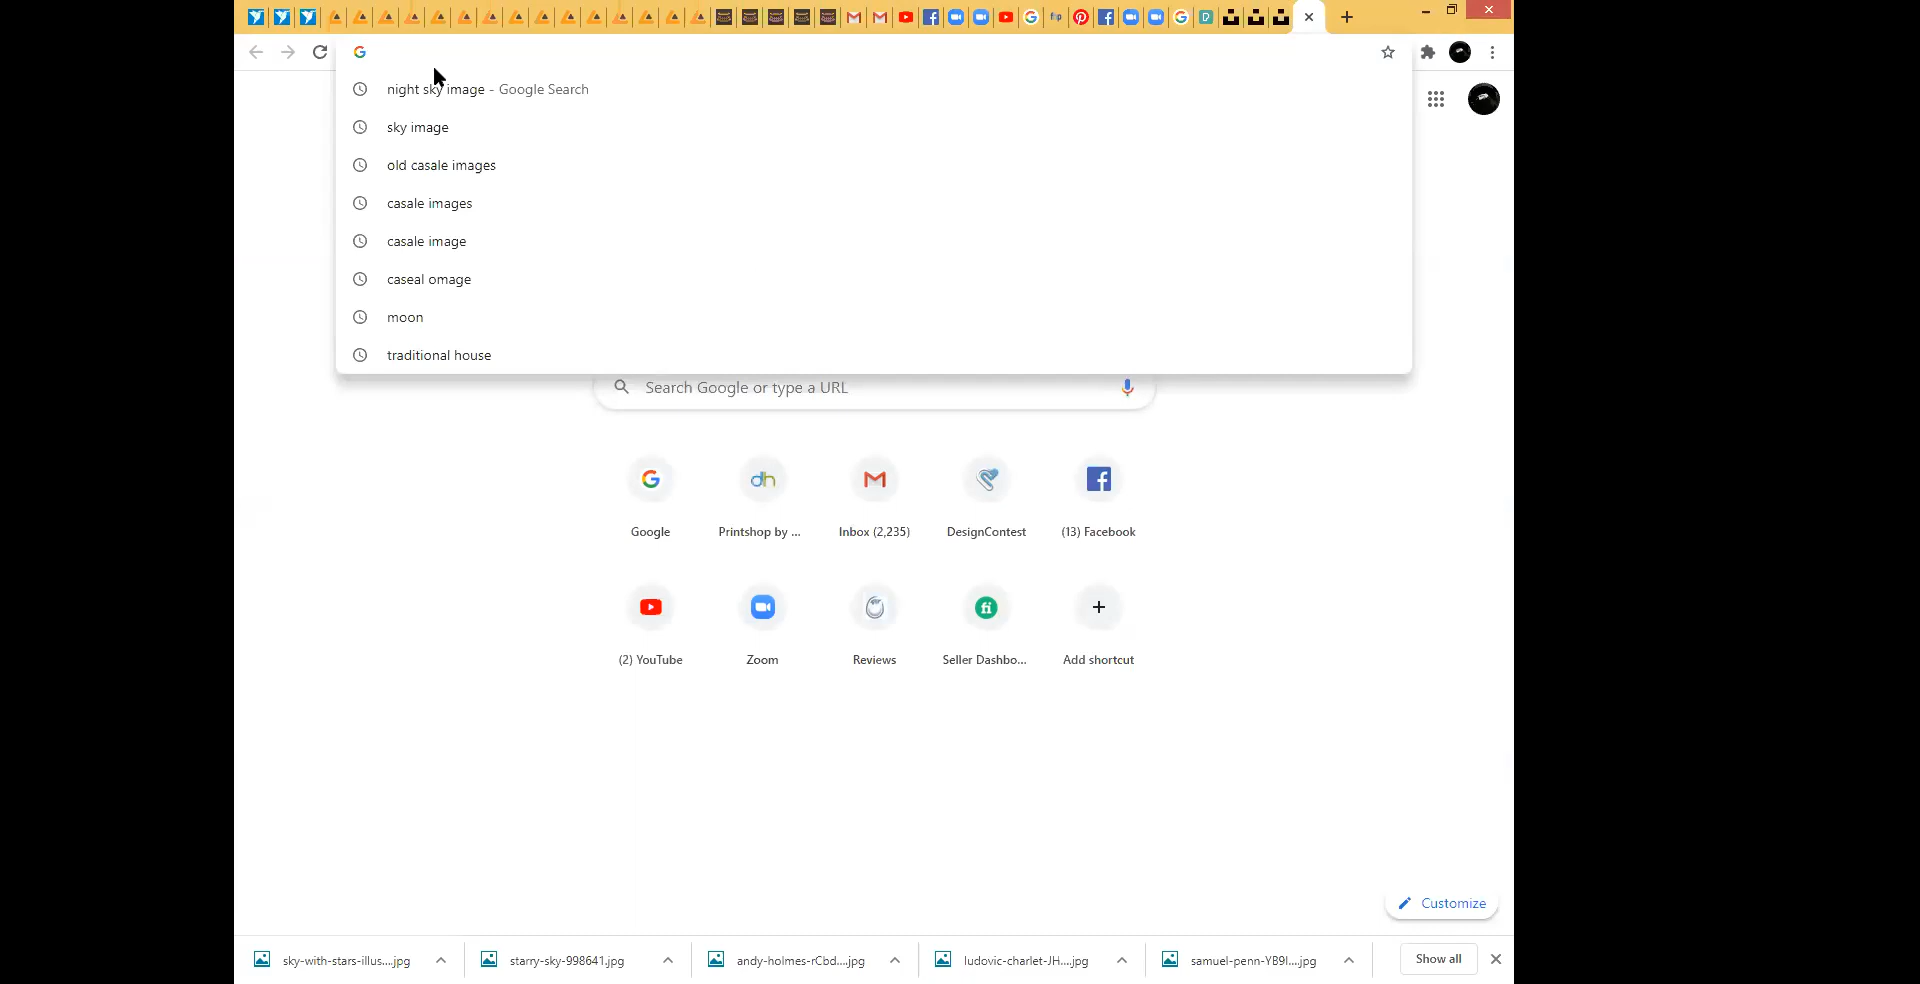 night sky image - Google Search
sky image
old casale images
casale images
casale image
caseal omage
moon
traditional house
Search Google or type a URL
Google
Printshop by ...
Inbox (2,235)
DesignContest
(13) Facebook
(2) YouTube
Zoom
Reviews
Seller Dashbo...
Add shortcut
Customize
sky-with-stars-illus....jpg
starry-sky-998641.jpg
andy-holmes-rCbd....jpg
ludovic-charlet-JH....jpg
samuel-penn-YB9I....jpg
Show all